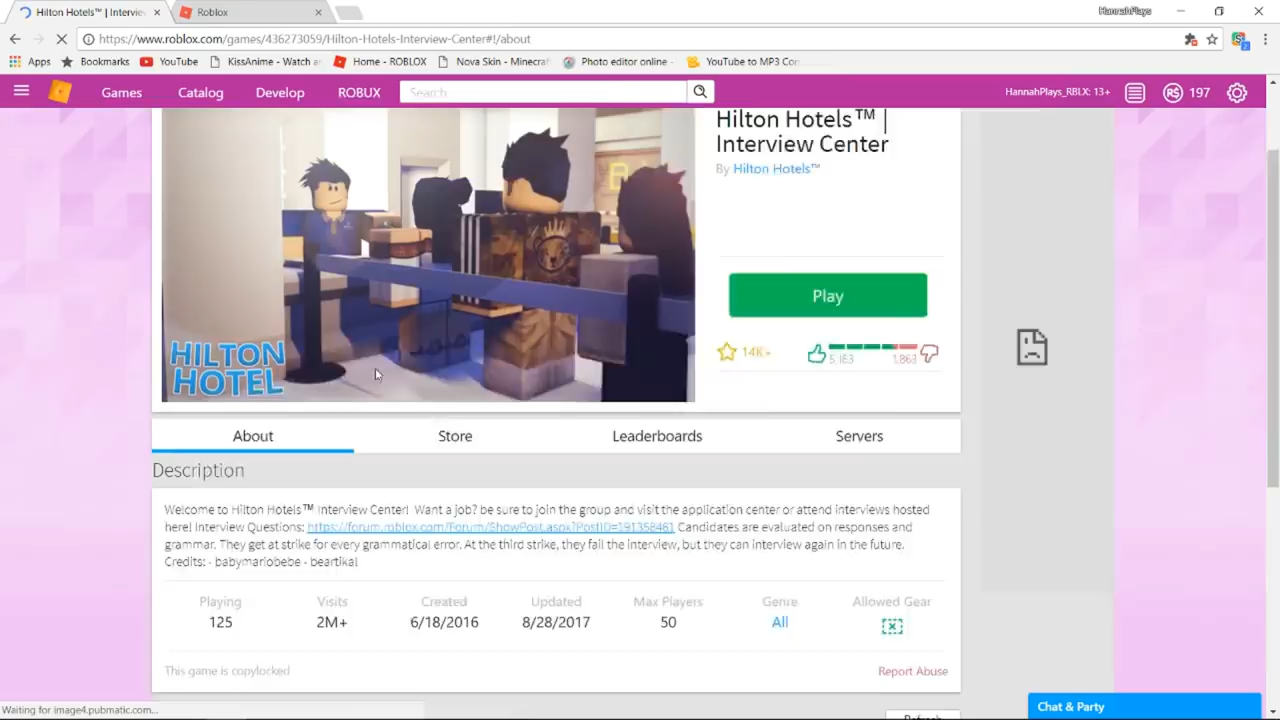 Hilton Hotels™ | Intervie
Roblox
HannahPlays
https://www.roblox.com/games/436273059/Hilton-Hotels-Interview-Center#!/about
Apps Bookmarks YouTube KissAnime - Watch a Home - ROBLOX Nova Skin - Minecraf Photo editor online - YouTube to MP3 Con
Games Catalog Develop ROBUX Search HannahPlays_RBLX: 13+ R$ 197
Hilton Hotels™ |
Interview Center
By Hilton Hotels™
Play
14K+ 5,163 1,863
HILTON
HOTEL
About Store Leaderboards Servers
Description
Welcome to Hilton Hotels™ Interview Center! Want a job? be sure to join the group and visit the application center or attend interviews hosted
here! Interview Questions: https://forum.roblox.com/Forum/ShowPost.aspx?PostID=191358461 Candidates are evaluated on responses and
grammar. They get at strike for every grammatical error. At the third strike, they fail the interview, but they can interview again in the future.
Credits: - babymariobebe - beartikal
Playing Visits Created Updated Max Players Genre Allowed Gear
125 2M+ 6/18/2016 8/28/2017 50 All
This game is copylocked Report Abuse
Refresh
Waiting for image4.pubmatic.com...
Chat & Party